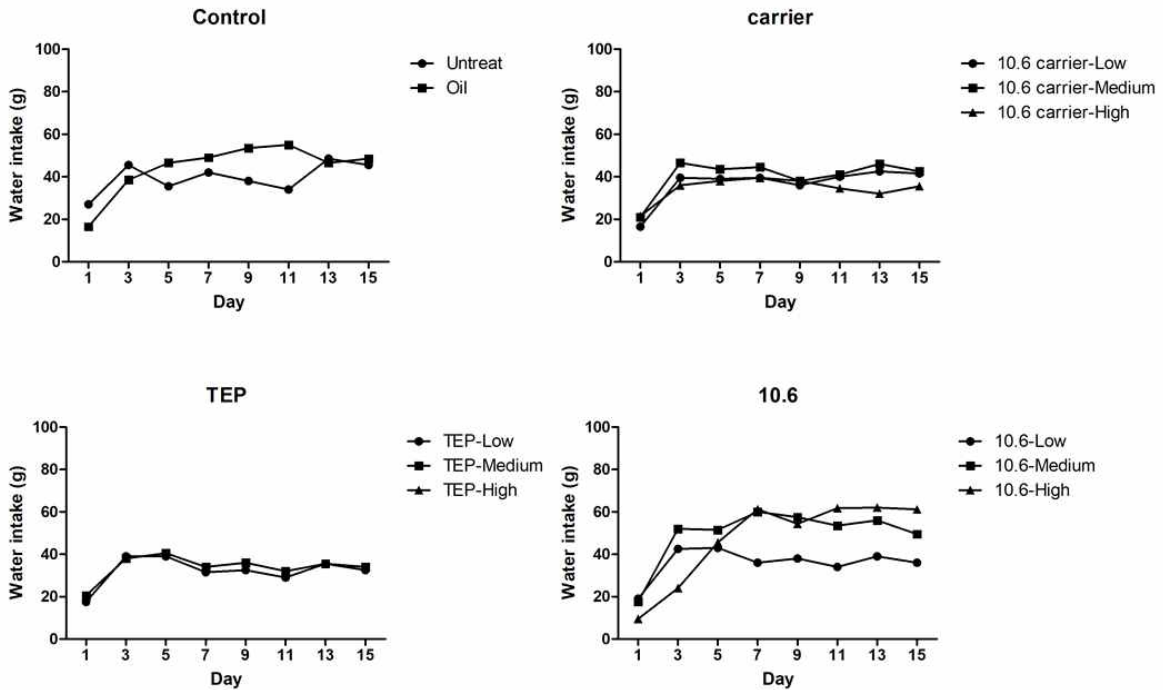 Control
100
80
60
40
20
0
Water intake (g)
1 3 5 7 9 11 13 15
Day
Untreat
Oil
carrier
100
80
60
40
20
0
Water intake (g)
1 3 5 7 9 11 13 15
Day
10.6 carrier-Low
10.6 carrier-Medium
10.6 carrier-High
TEP
100
80
60
40
20
0
Water intake (g)
1 3 5 7 9 11 13 15
Day
TEP-Low
TEP-Medium
TEP-High
10.6
100
80
60
40
20
0
Water intake (g)
1 3 5 7 9 11 13 15
Day
10.6-Low
10.6-Medium
10.6-High